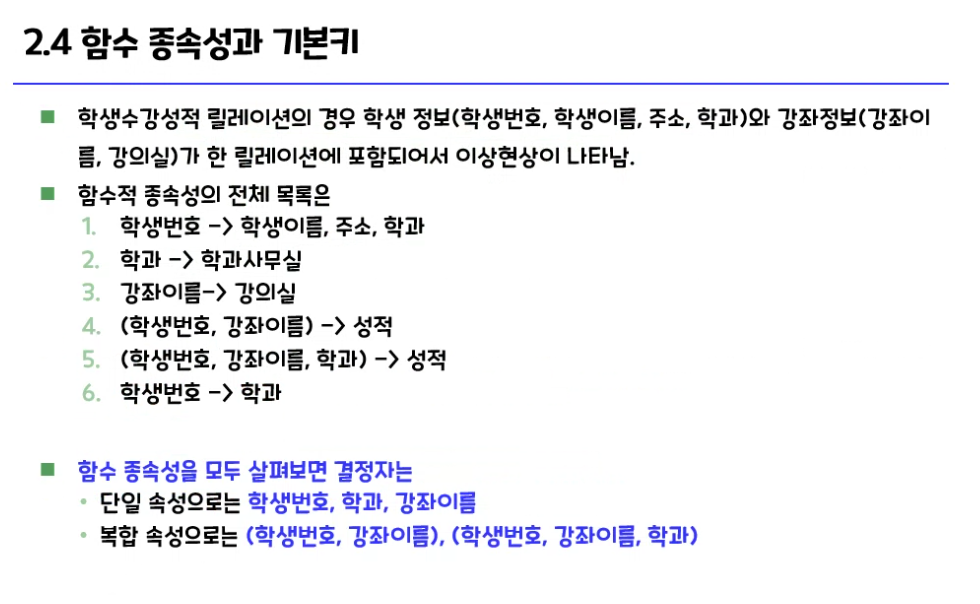 2.4 함수 종속성과 기본키
■ 학생수강성적 릴레이션의 경우 학생 정보(학생번호, 학생이름, 주소, 학과)와 강좌정보(강좌이
름, 강의실)가 한 릴레이션에 포함되어서 이상현상이 나타남.
■ 함수적 종속성의 전체 목록은
1. 학생번호 -> 학생이름, 주소, 학과
2. 학과 -> 학과사무실
3. 강좌이름-> 강의실
4. (학생번호, 강좌이름) -> 성적
5. (학생번호, 강좌이름, 학과) -> 성적
6. 학생번호 -> 학과
■ 함수 종속성을 모두 살펴보면 결정자는
• 단일 속성으로는 학생번호, 학과, 강좌이름
• 복합 속성으로는 (학생번호, 강좌이름), (학생번호, 강좌이름, 학과)